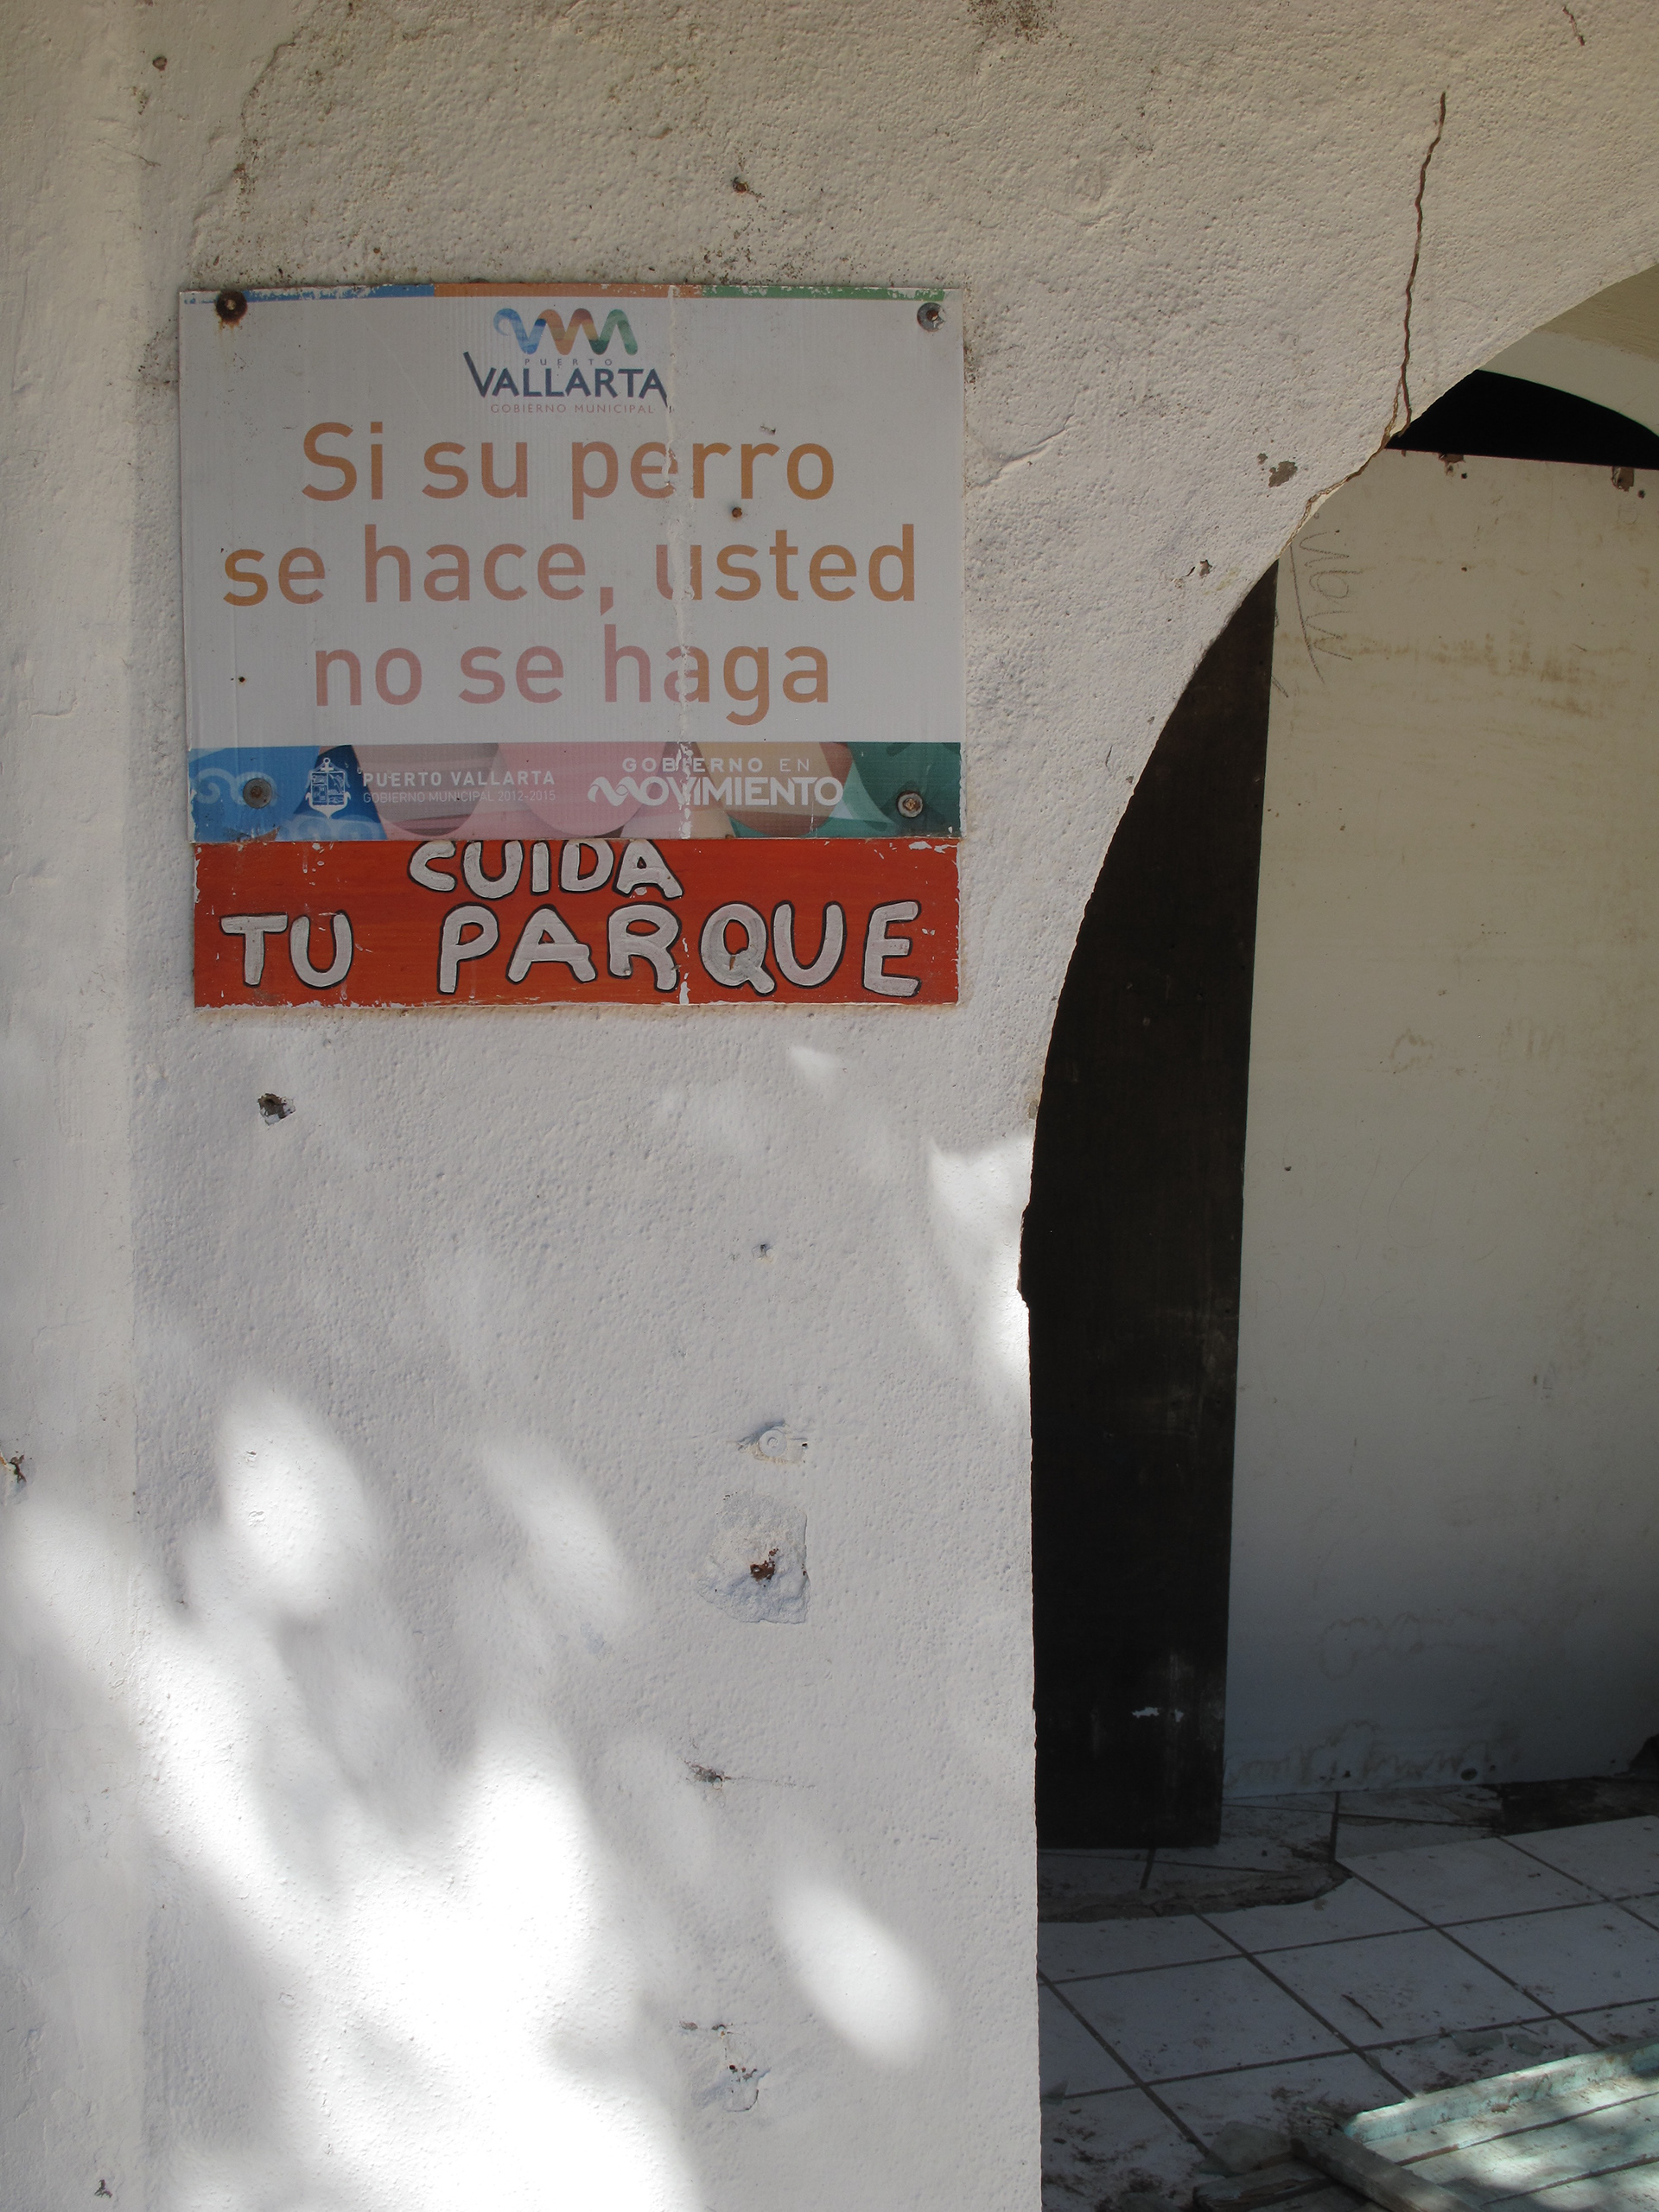 PUERTO
VALLARTA
GOBIERNO MUNICIPAL
Si su perro
se hace, usted
no se haga
PUERTO VALLARTA
GOBIERNO MUNICIPAL 2012-2015
GOBIERNO EN
MOVIMIENTO
CUIDA
TU PARQUE